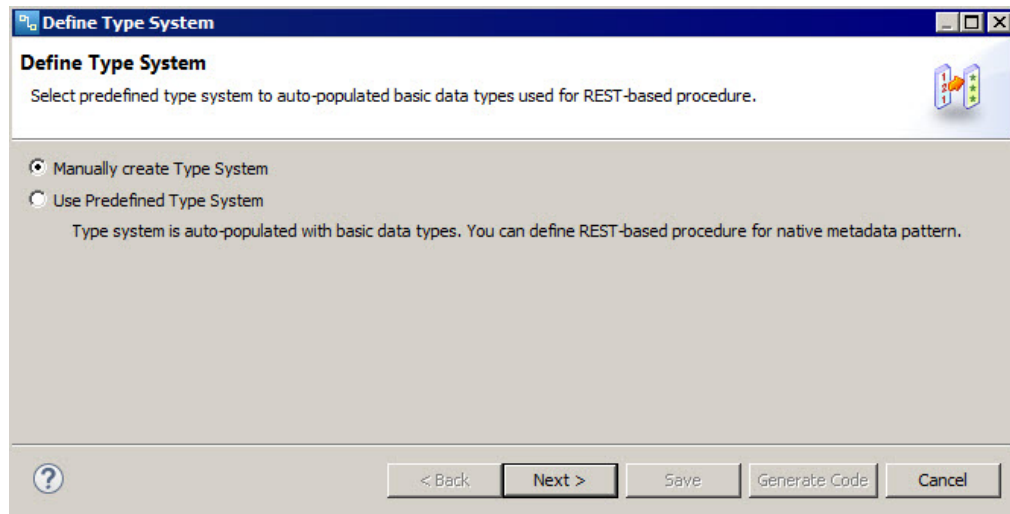 Define Type System
Define Type System
Select predefined type system to auto-populated basic data types used for REST-based procedure.
Manually create Type System
Use Predefined Type System
Type system is auto-populated with basic data types. You can define REST-based procedure for native metadata pattern.
? < Back Next > Save Generate Code Cancel